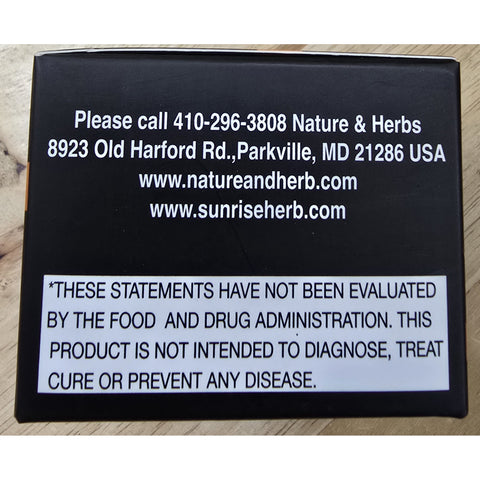 Please call 410-296-3808 Nature & Herbs
8923 Old Harford Rd.,Parkville, MD 21286 USA
www.natureandherb.com
www.sunriseherb.com
*THESE STATEMENTS HAVE NOT BEEN EVALUATED
BY THE FOOD AND DRUG ADMINISTRATION. THIS
PRODUCT IS NOT INTENDED TO DIAGNOSE, TREAT
CURE OR PREVENT ANY DISEASE.